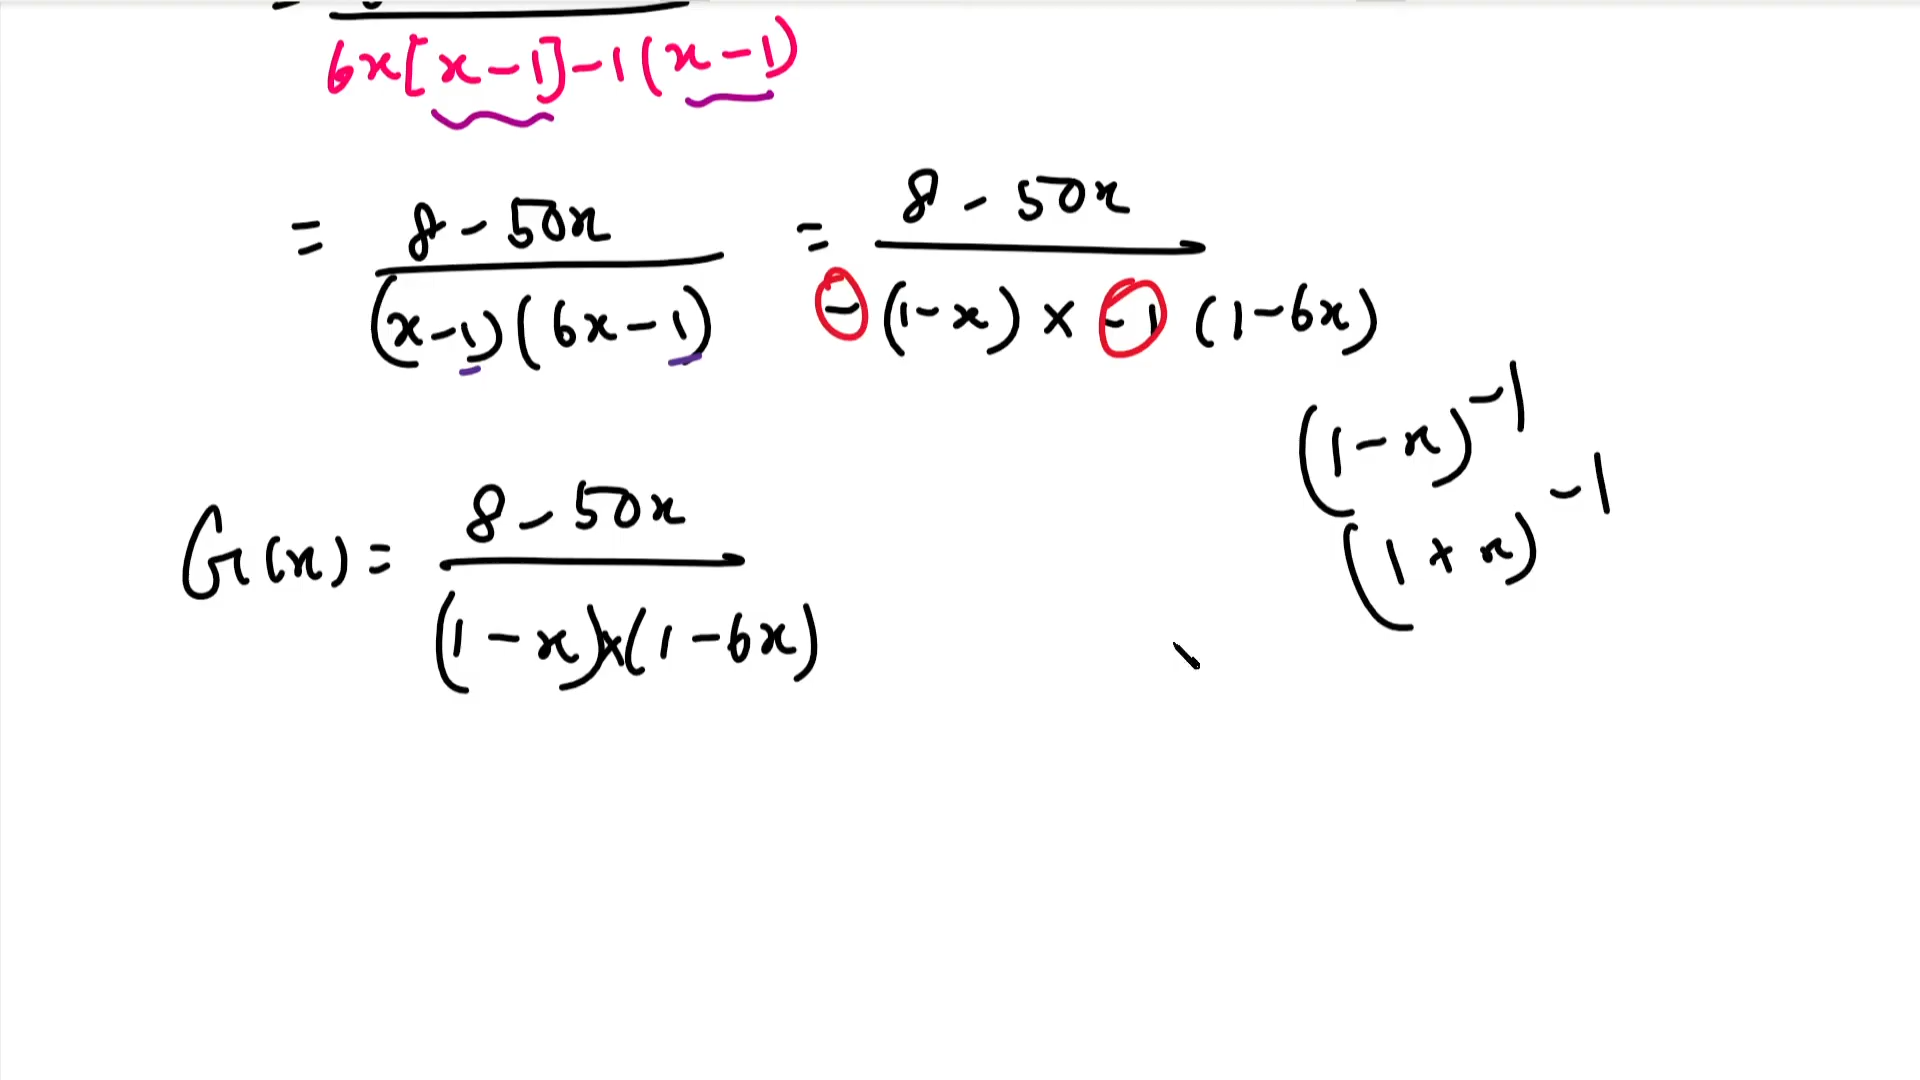 6x[x-1]-1(x-1)
= 8-50x / (x-1)(6x-1) = 8-50x / -(1-x) × -1 (1-6x)
(1-x)^-1
(1+x)^-1
G(x) = 8-50x / (1-x)×(1-6x)